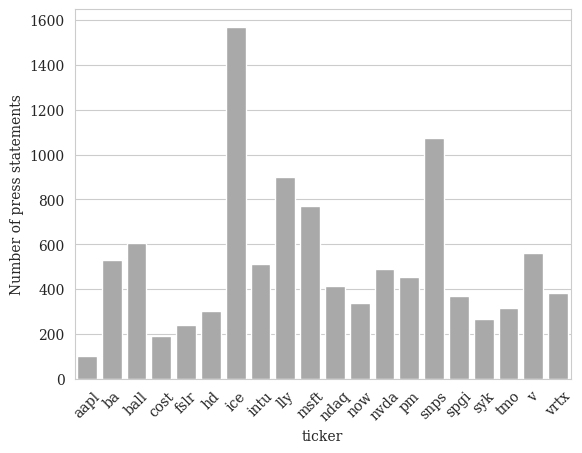 1600
1400
1200
1000
800
600
400
200
0
Number of press statements
aapl
ba
ball
cost
fslr
hd
ice
intu
lly
msft
ndaq
now
nvda
pm
snps
spgi
syk
tmo
v
vrtx
ticker